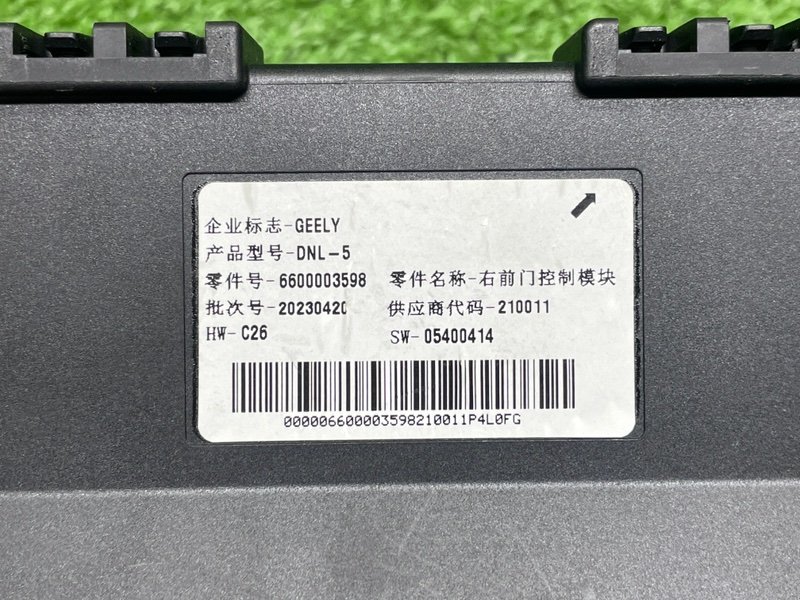 企业标志-GEELY
产品型号-DNL-5
零件号-6600003598 零件名称-右前门控制模块
批次号-20230420 供应商代码-210011
HW-C26 SW-05400414
000006600003598210011P4L0FG